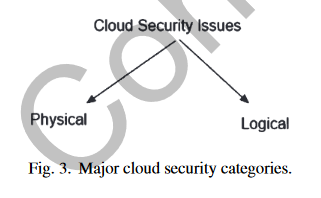 Cloud Security Issues
Physical
Logical
Fig. 3. Major cloud security categories.